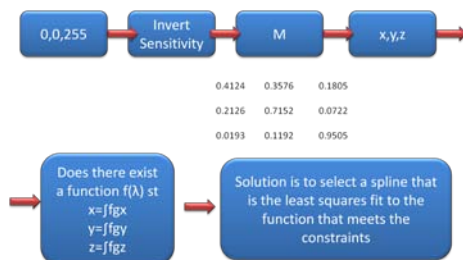 0,0,255
Invert
Sensitivity
M
x,y,z
0.4124 0.3576 0.1805
0.2126 0.7152 0.0722
0.0193 0.1192 0.9505
Does there exist
a function f(λ) st
x=∫fgx
y=∫fgy
z=∫fgz
Solution is to select a spline that
is the least squares fit to the
function that meets the
constraints